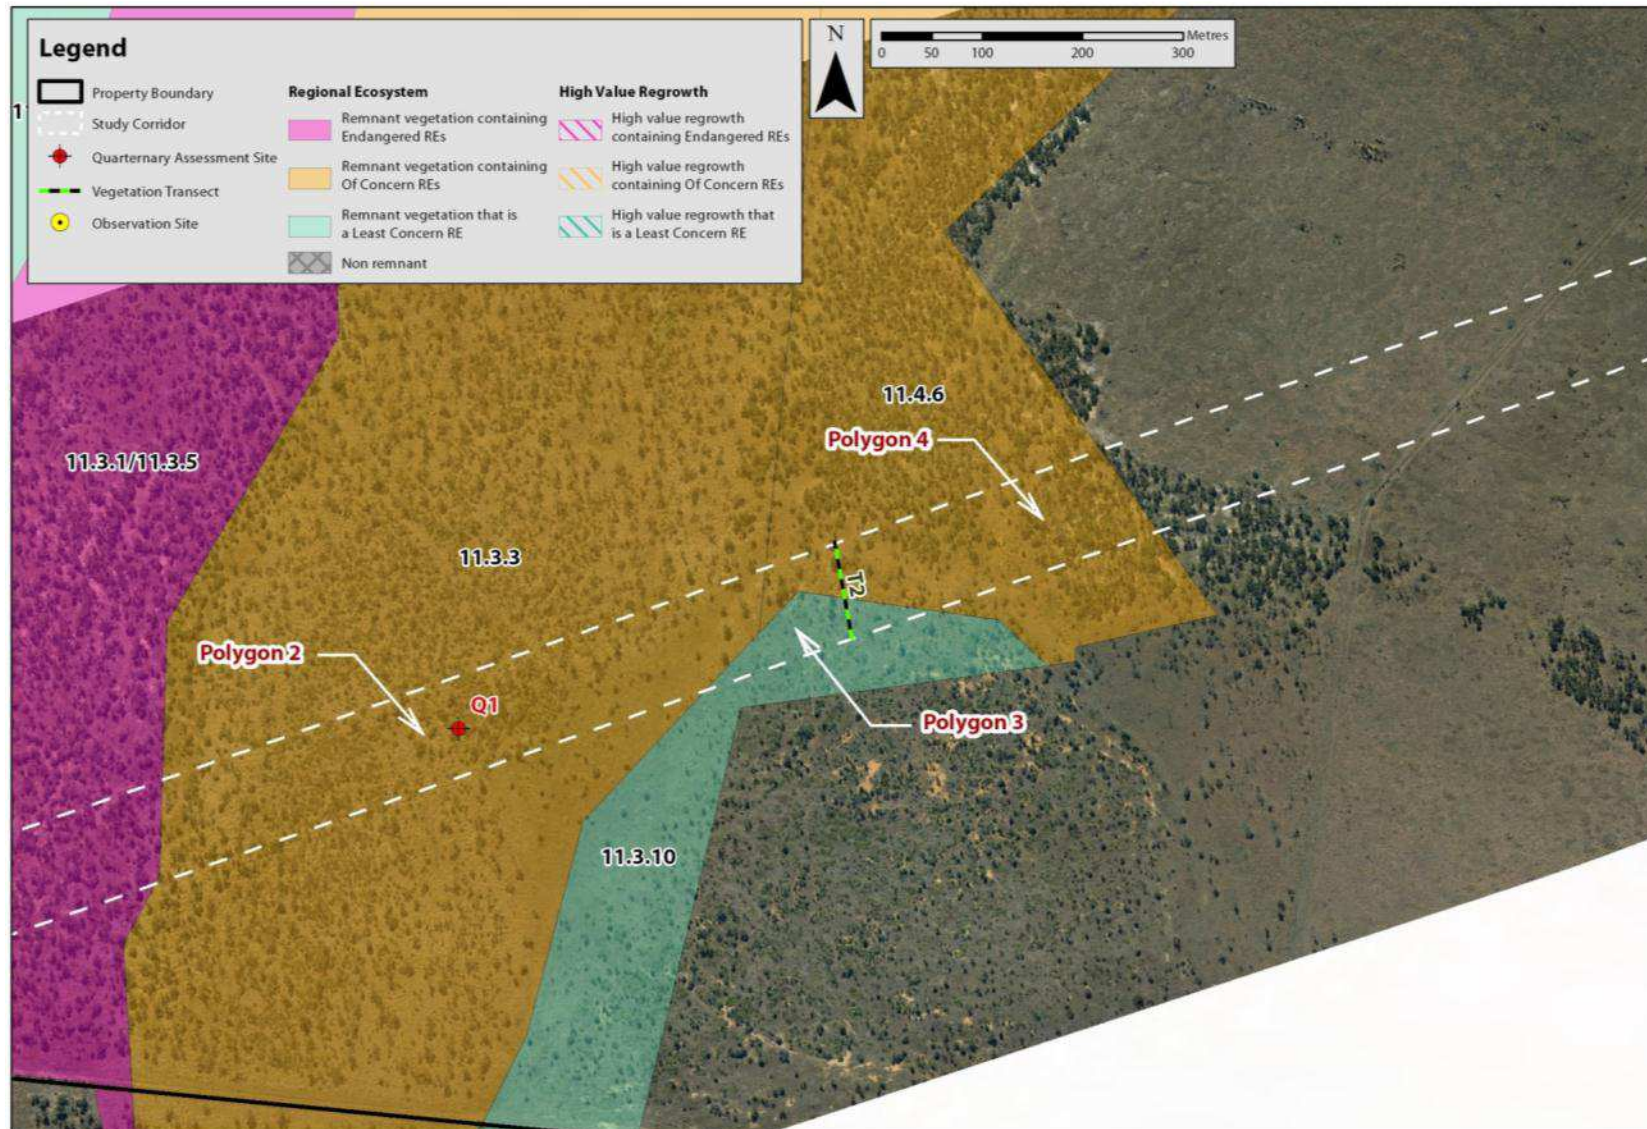 Legend
Property Boundary
Study Corridor
Quarternary Assessment Site
Vegetation Transect
Observation Site
Regional Ecosystem
Remnant vegetation containing
Endangered REs
Remnant vegetation containing
Of Concern REs
Remnant vegetation that is
a Least Concern RE
Non remnant
High Value Regrowth
High value regrowth
containing Endangered REs
High value regrowth
containing Of Concern REs
High value regrowth that
is a Least Concern RE
N
Metres
0 50 100 200 300
11.4.6
Polygon 4
11.3.1/11.3.5
11.3.3
T2
Polygon 2
Q1
Polygon 3
11.3.10